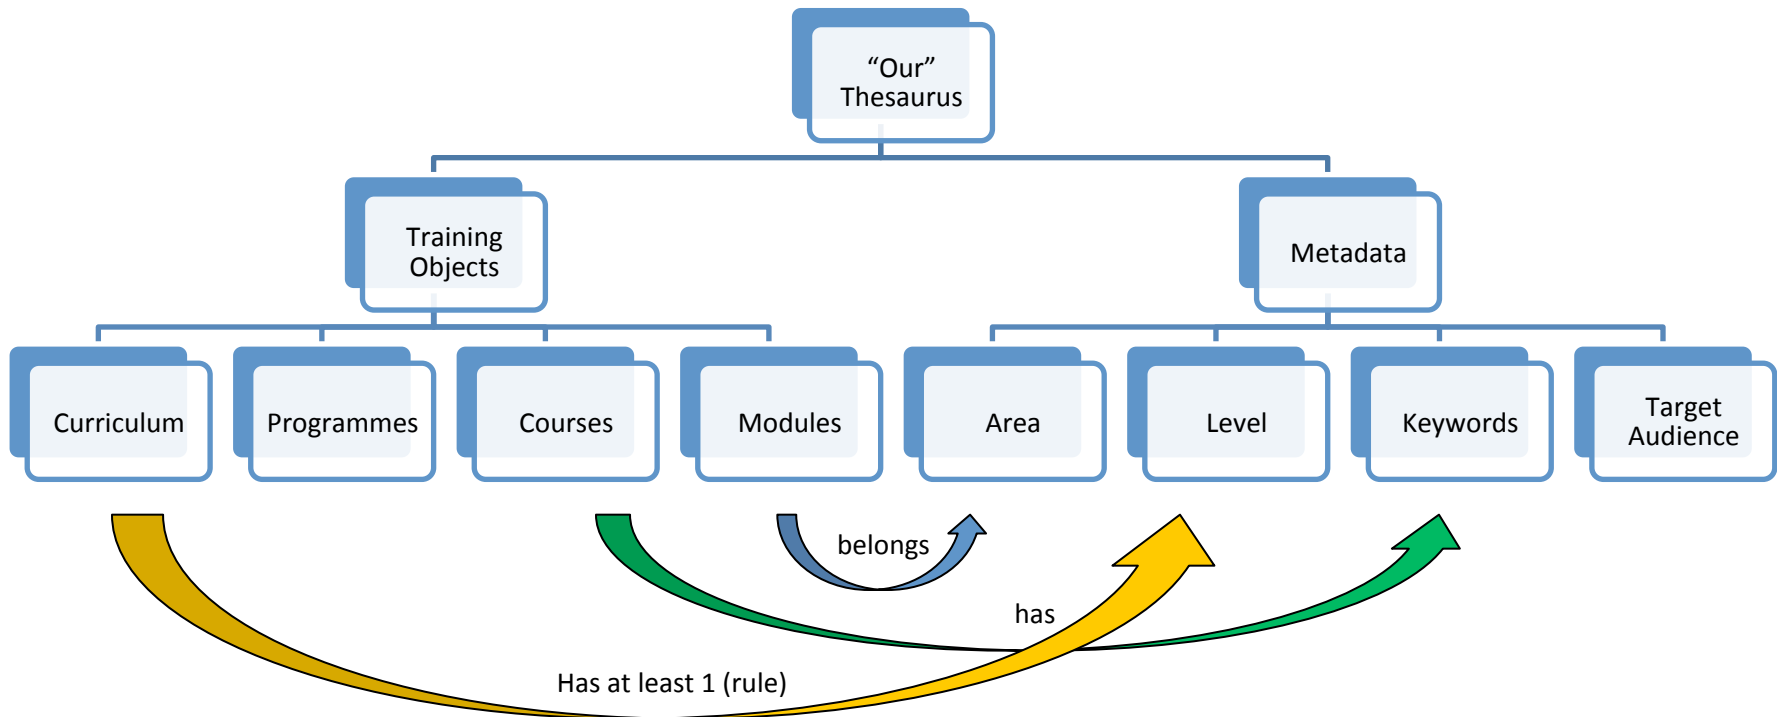 “Our”
Thesaurus
Training
Objects
Metadata
Curriculum
Programmes
Courses
Modules
Area
Level
Keywords
Target
Audience
belongs
has
Has at least 1 (rule)